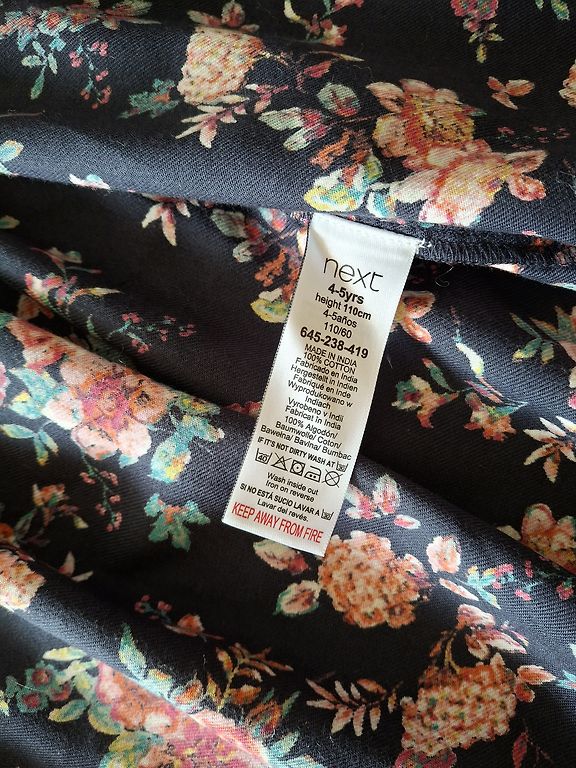 next
4-5yrs
height 110cm
4-5años
110/60
645-238-419
MADE IN INDIA
100% COTTON
Fabricado en India
Hergestellt in Indien
Fabriqué en Inde
Wyprodukowano w
Indiach
Vyrobeno v Indii
Fabricat în India
100% Algodón/
Baumwolle/ Coton/
Bawełna/ Bavlna/ Bumbac
IF IT'S NOT DIRTY WASH AT
40
Wash inside out
Iron on reverse
SI NO ESTÁ SUCIO LAVAR A
Lavar del revés.
KEEP AWAY FROM FIRE